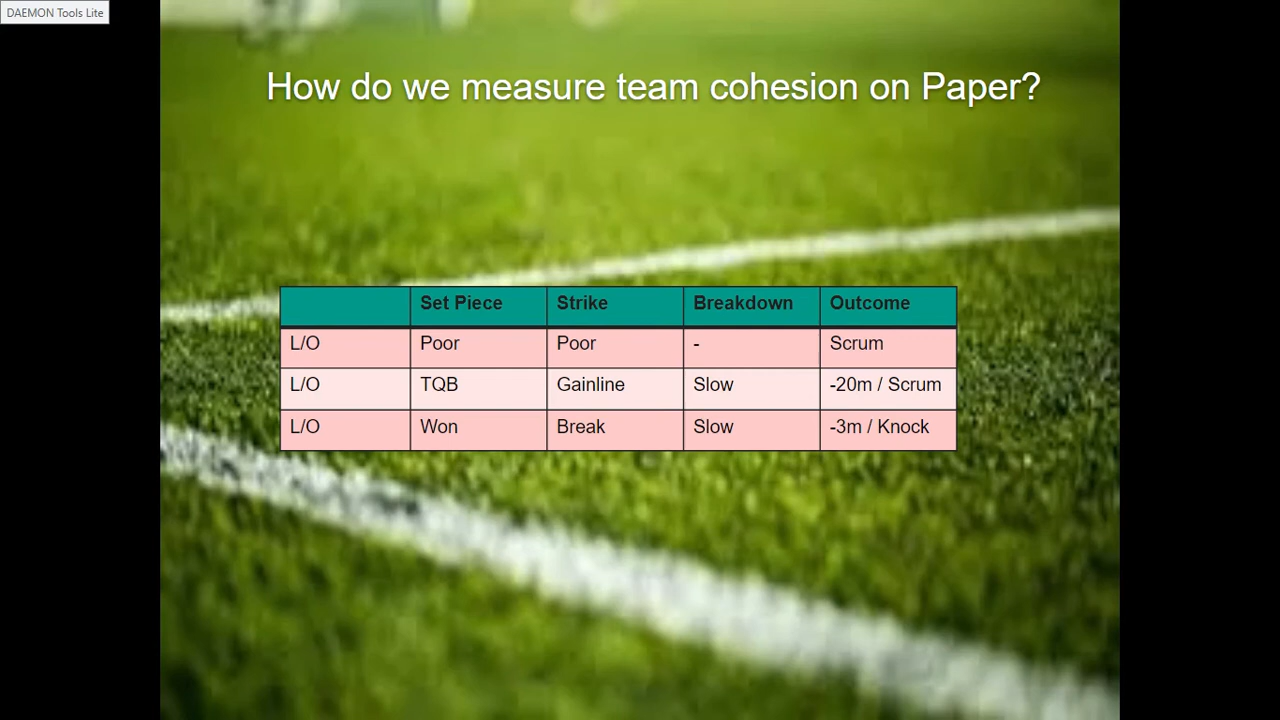 DAEMON Tools Lite
How do we measure team cohesion on Paper?
Set Piece Strike Breakdown Outcome
L/O Poor Poor - Scrum
L/O TQB Gainline Slow -20m / Scrum
L/O Won Break Slow -3m / Knock